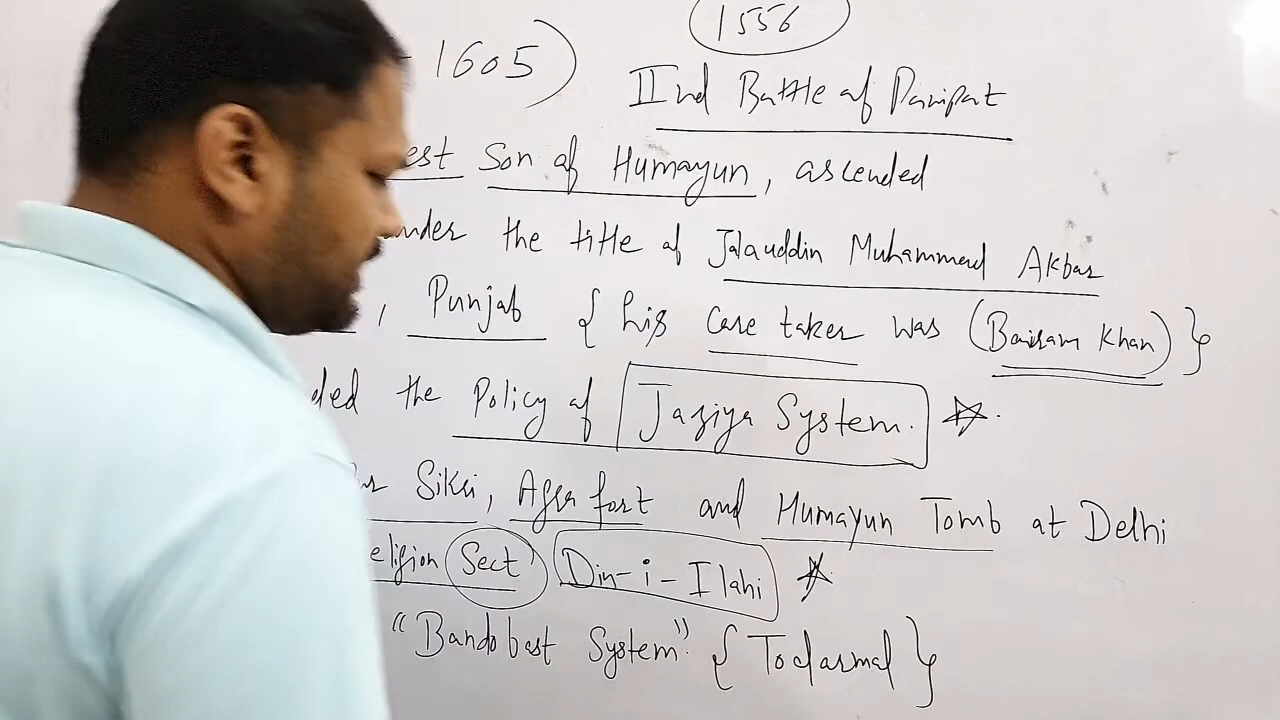 1556
1605) IInd Battle of Panipat
est Son of Humayun, ascended
under the title of Jalauddin Muhammad Akbar
, Punjab { his Care taker was (Bairam Khan) }
ded the Policy of Jaziya System.
Sikri, Agra fort and Humayun Tomb at Delhi
eligion Sect Din-i-Ilahi
"Bandobast System" { Todarmal }